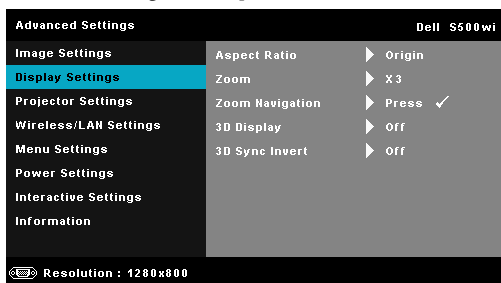 Advanced Settings Dell S500wi
Image Settings Aspect Ratio Origin
Display Settings Zoom X3
Projector Settings Zoom Navigation Press
Wireless/LAN Settings 3D Display Off
Menu Settings 3D Sync Invert Off
Power Settings
Interactive Settings
Information
Resolution : 1280x800